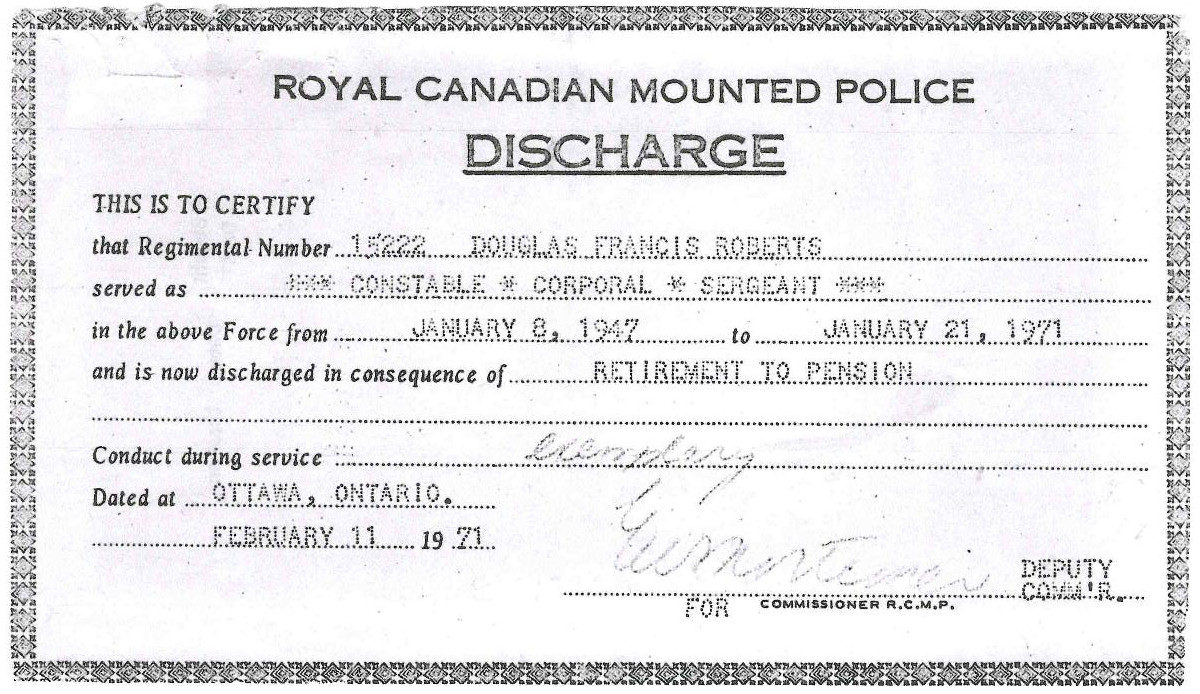 ROYAL CANADIAN MOUNTED POLICE
DISCHARGE
THIS IS TO CERTIFY
that Regimental Number 15222 DOUGLAS FRANCIS ROBERTS
served as *** CONSTABLE * CORPORAL * SERGEANT ***
in the above Force from JANUARY 8, 1947 to JANUARY 21, 1971
and is now discharged in consequence of RETIREMENT TO PENSION
Conduct during service exemplary
Dated at OTTAWA, ONTARIO.
FEBRUARY 11 1971
DEPUTY
COMM'R.
FOR COMMISSIONER R.C.M.P.